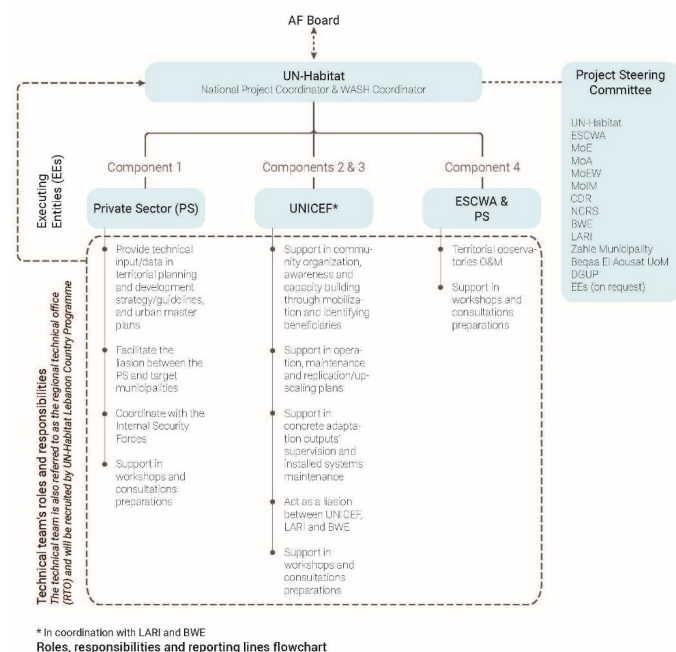 AF Board
UN-Habitat
National Project Coordinator & WASH Coordinator
Project Steering
Committee
UN-Habitat
ESCWA
MoE
MoA
MoEW
MoIM
CDR
NCRS
BWE
LARI
Zahle Municipality
Beqaa El Aousat UoM
DGUP
EEs (on request)
Executing
Entities (EEs)
Component 1
Private Sector (PS)
Components 2 & 3
UNICEF*
Component 4
ESCWA &
PS
Technical team's roles and responsibilities
The technical team is also referred to as the regional technical office
(RTO) and will be recruited by UN-Habitat Lebanon Country Programme
Provide technical
input/data in
territorial planning
and development
strategy/guidelines,
and urban master
plans
Facilitate the
liasion between the
PS and target
municipalities
Coordinate with the
Internal Security
Forces
Support in
workshops and
consultations
preparations
Support in commu-
nity organization,
awareness and
capacity building
through mobiliza-
tion and identifying
beneficiaries
Support in opera-
tion, maintenance
and replication/up-
scaling plans
Support in
concrete adapta-
tion outputs'
supervision and
installed systems
maintenance
Act as a liasion
between UNICEF,
LARI and BWE
Support in
workshops and
consultations
preparations
Territorial observa-
tories O&M
Support in
workshops and
consultations
preparations
* In coordination with LARI and BWE
Roles, responsibilities and reporting lines flowchart